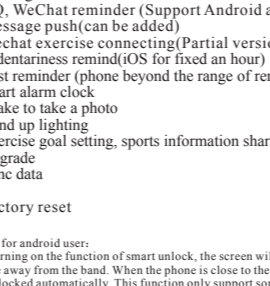 Q, WeChat reminder (Support Android a
essage push(can be added)
echat exercise connecting(Partial versio
dentariness remind(iOS for fixed an hour)
st reminder (phone beyond the range of rem
art alarm clock
ake to take a photo
nd up lighting
ercise goal setting, sports information shar
grade
nc data
ctory reset
for android user:
rning on the function of smart unlock, the screen wi
e away from the band. When the phone is close to the
locked automatically. This function only support so